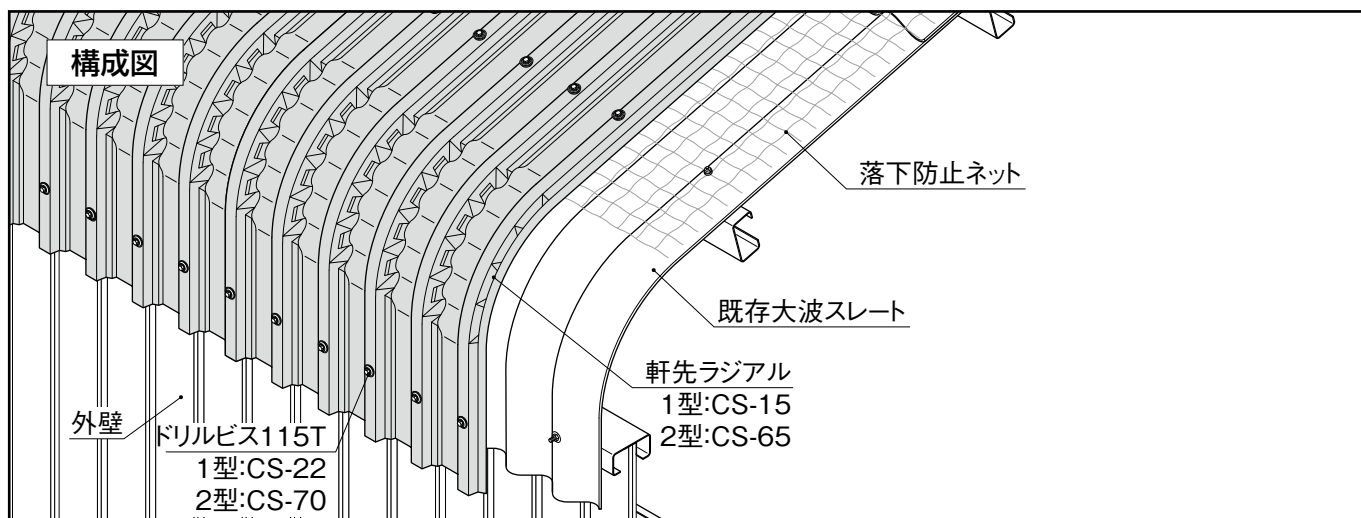 構成図
落下防止ネット
既存大波スレート
軒先ラジアル
1型:CS-15
2型:CS-65
外壁
ドリルビス115T
1型:CS-22
2型:CS-70